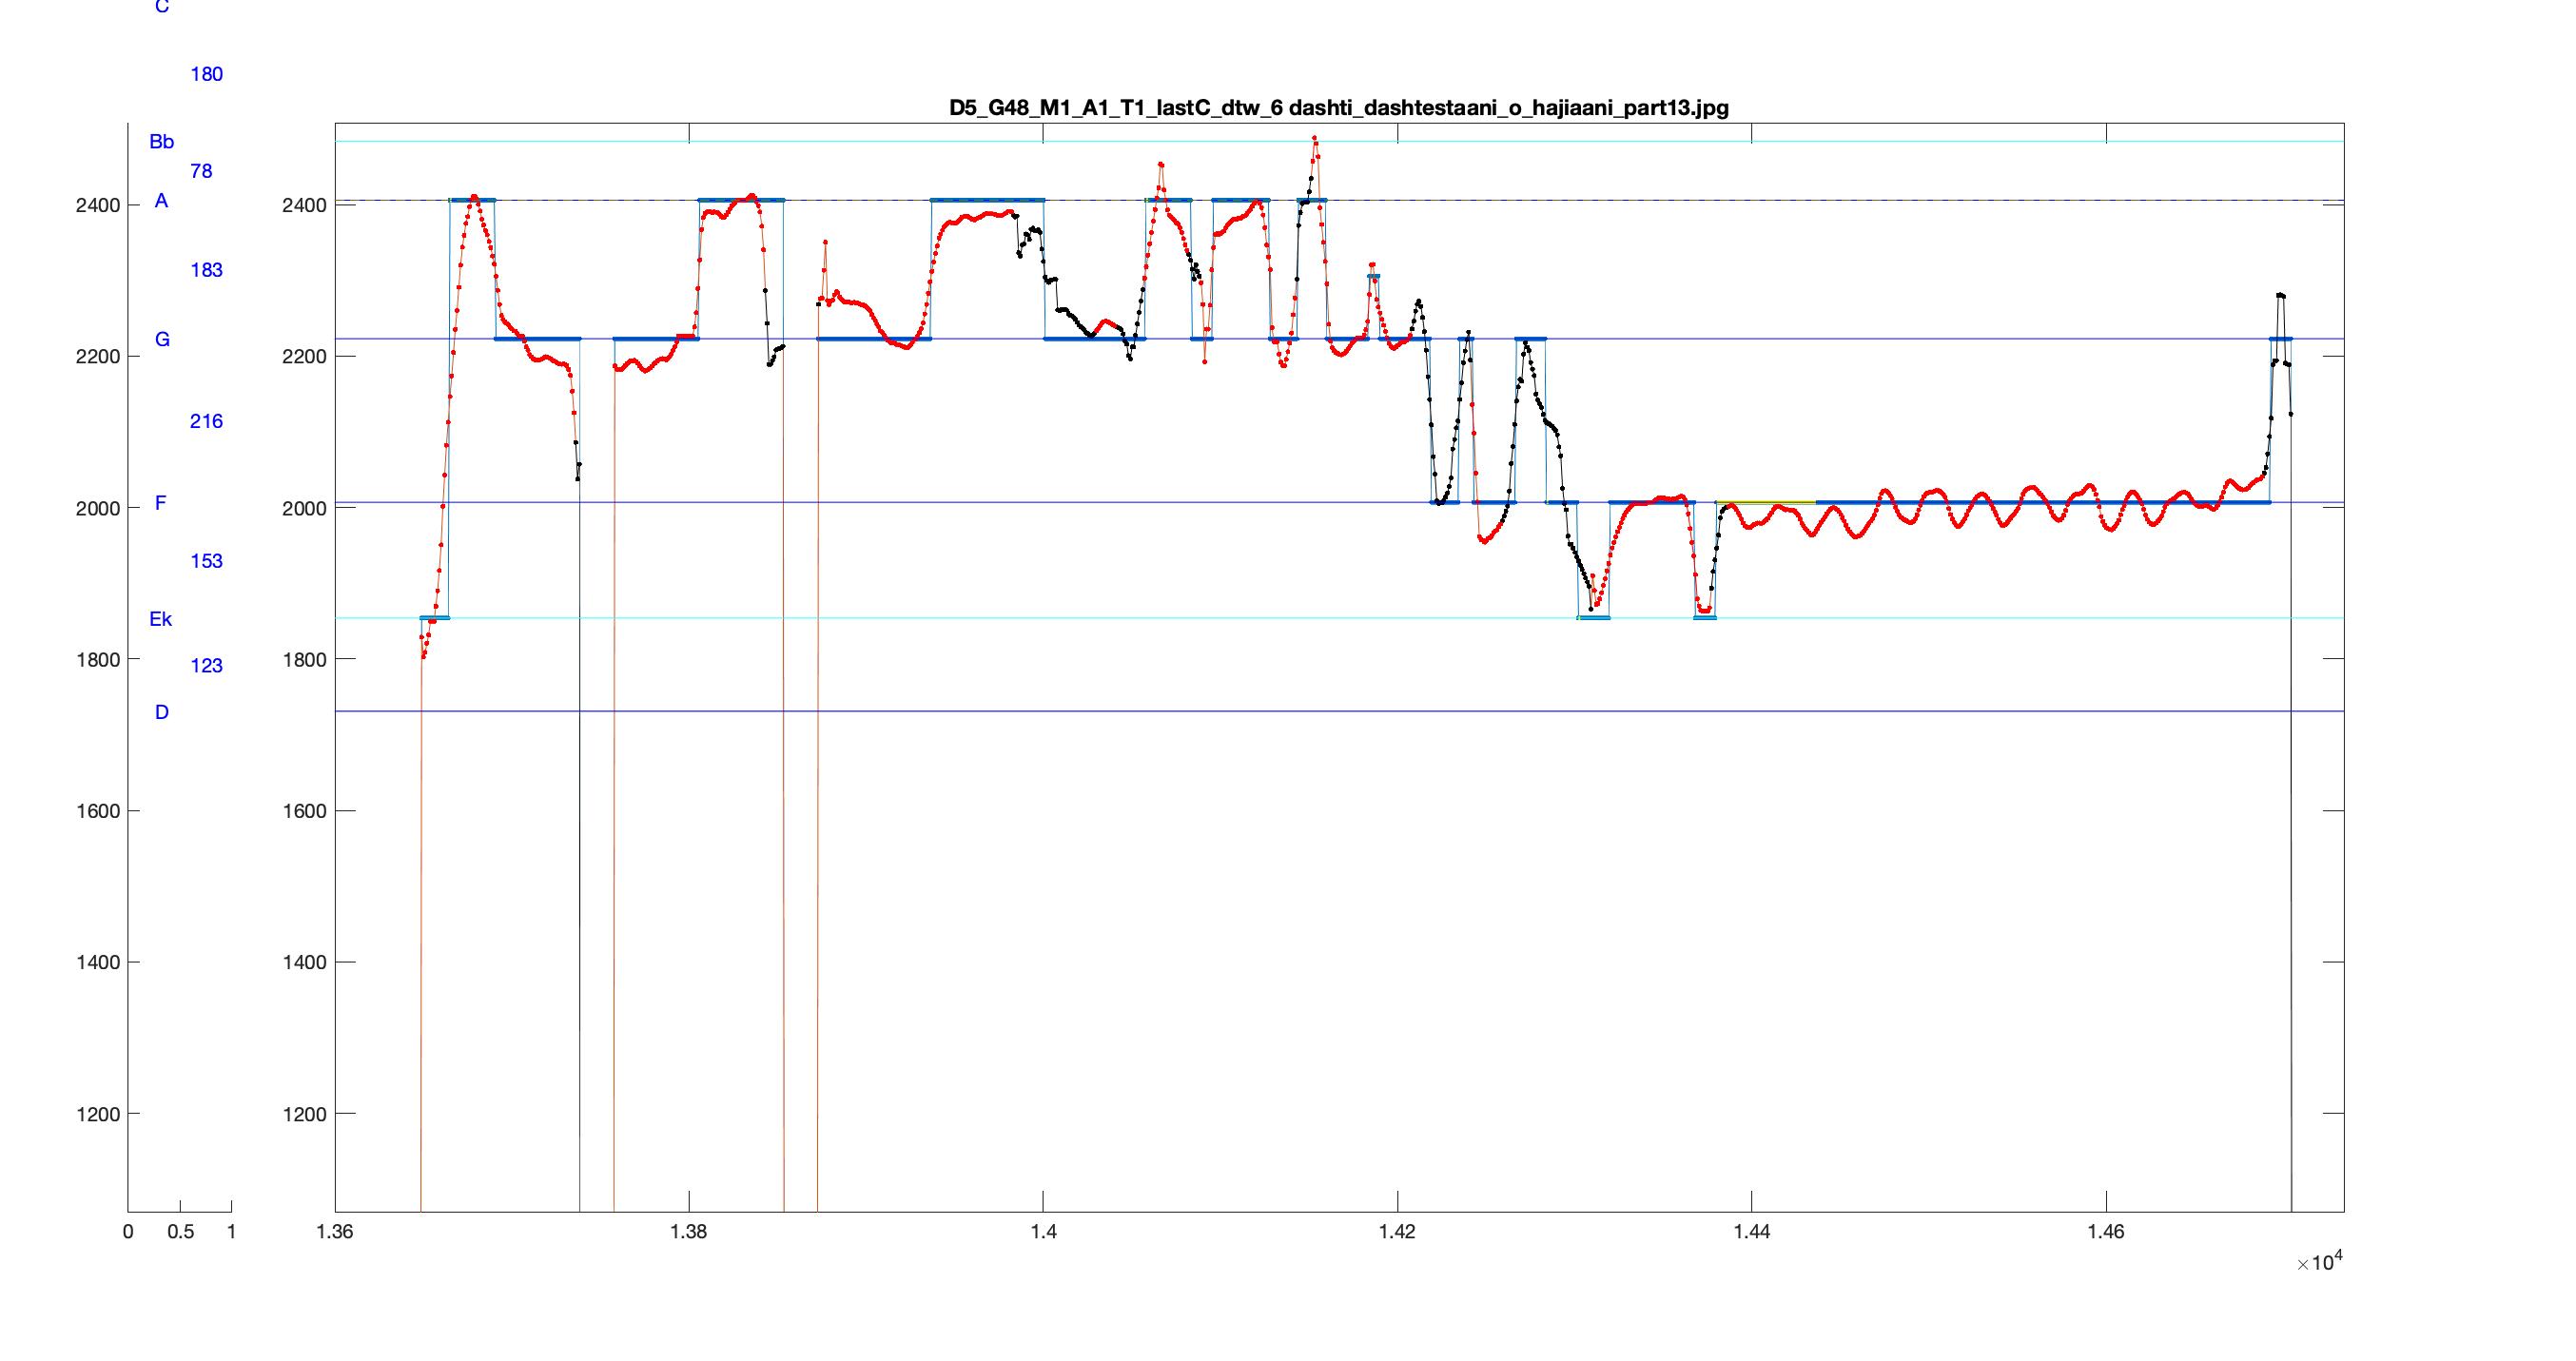 C
180
D5_G48_M1_A1_T1_lastC_dtw_6 dashti_dashtestaani_o_hajiaani_part13.jpg
Bb
78
2400 A 2400
183
G
2200 2200
216
2000 F 2000
153
Ek
1800 123 1800
D
1600 1600
1400 1400
1200 1200
0 0.5 1 1.36 1.38 1.4 1.42 1.44 1.46
×10⁴